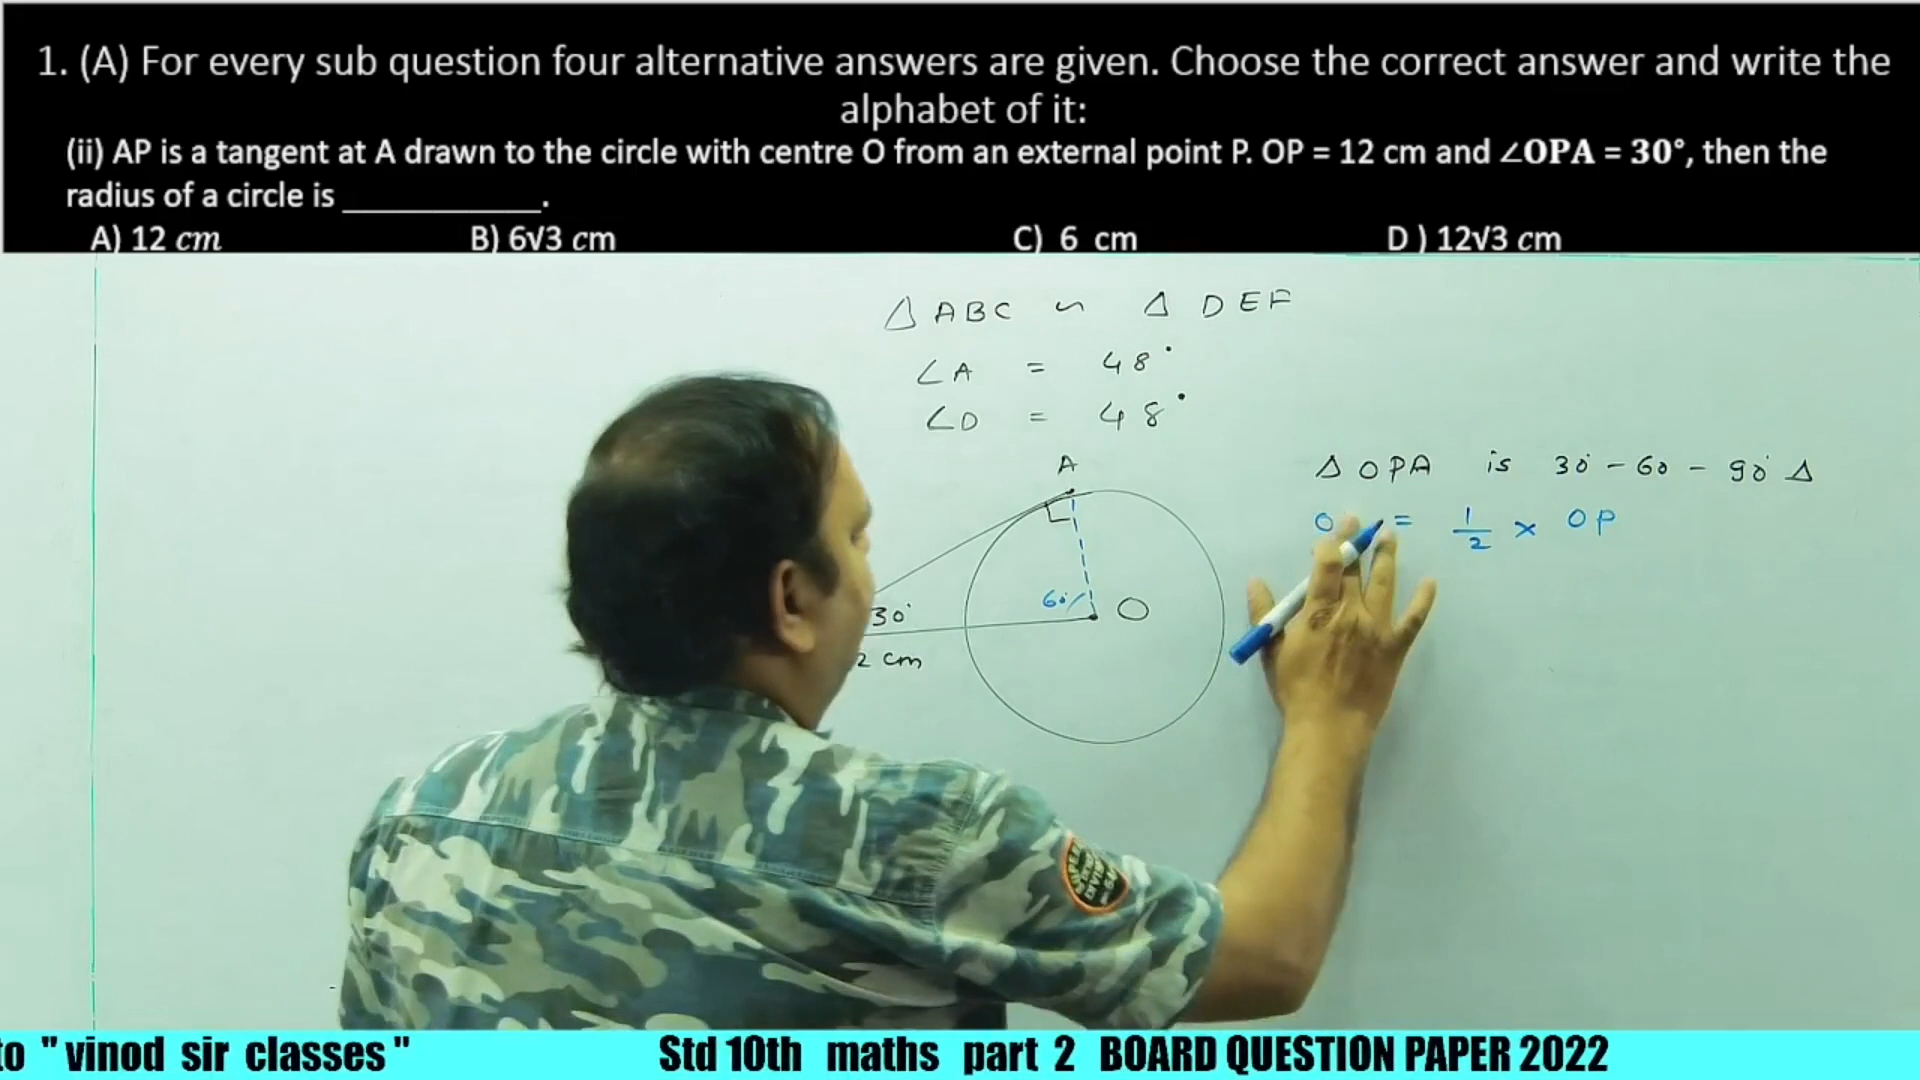 1. (A) For every sub question four alternative answers are given. Choose the correct answer and write the
alphabet of it:
(ii) AP is a tangent at A drawn to the circle with centre O from an external point P. OP = 12 cm and ∠OPA = 30°, then the
radius of a circle is ____________.
A) 12 cm B) 6√3 cm C) 6 cm D ) 12√3 cm
△ ABC ~ △ DEF
∠A = 48°
∠D = 48°
A
△ OPA is 30° - 60 - 90° △
O = 1/2 × OP
60°
O
30°
2 cm
to " vinod sir classes " Std 10th maths part 2 BOARD QUESTION PAPER 2022